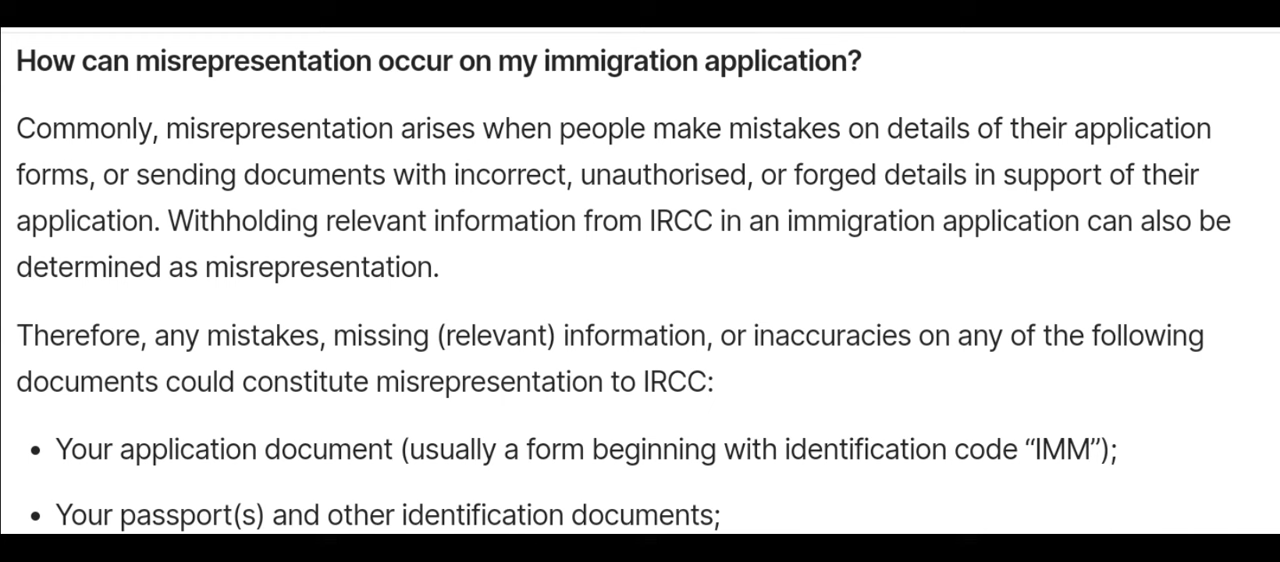 How can misrepresentation occur on my immigration application?
Commonly, misrepresentation arises when people make mistakes on details of their application
forms, or sending documents with incorrect, unauthorised, or forged details in support of their
application. Withholding relevant information from IRCC in an immigration application can also be
determined as misrepresentation.
Therefore, any mistakes, missing (relevant) information, or inaccuracies on any of the following
documents could constitute misrepresentation to IRCC:
• Your application document (usually a form beginning with identification code “IMM”);
• Your passport(s) and other identification documents;